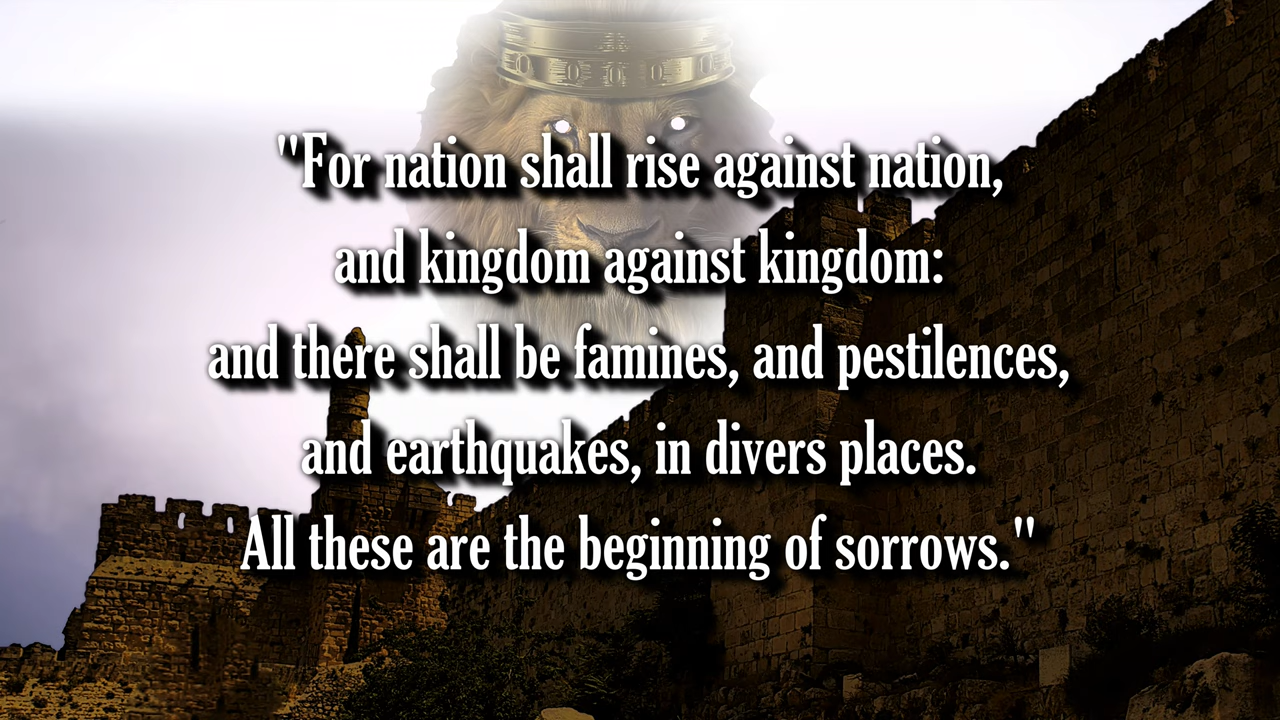 "For nation shall rise against nation,
and kingdom against kingdom:
and there shall be famines, and pestilences,
and earthquakes, in divers places.
All these are the beginning of sorrows."